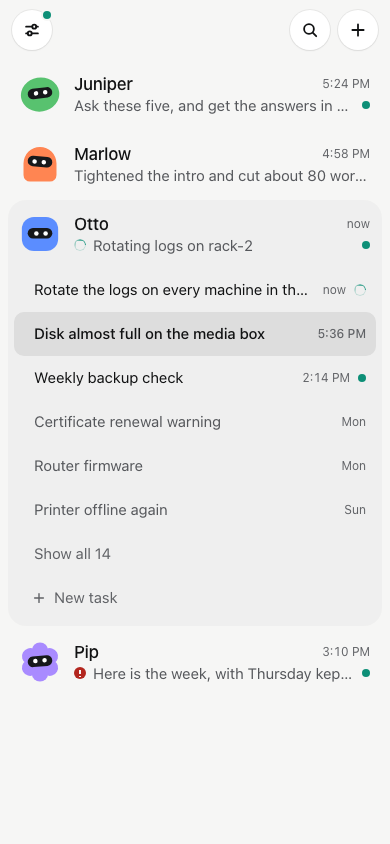 Juniper 5:24 PM
Ask these five, and get the answers in ...
Marlow 4:58 PM
Tightened the intro and cut about 80 wor...
Otto now
Rotating logs on rack-2
Rotate the logs on every machine in th... now
Disk almost full on the media box 5:36 PM
Weekly backup check 2:14 PM
Certificate renewal warning Mon
Router firmware Mon
Printer offline again Sun
Show all 14
+ New task
Pip 3:10 PM
Here is the week, with Thursday kep...